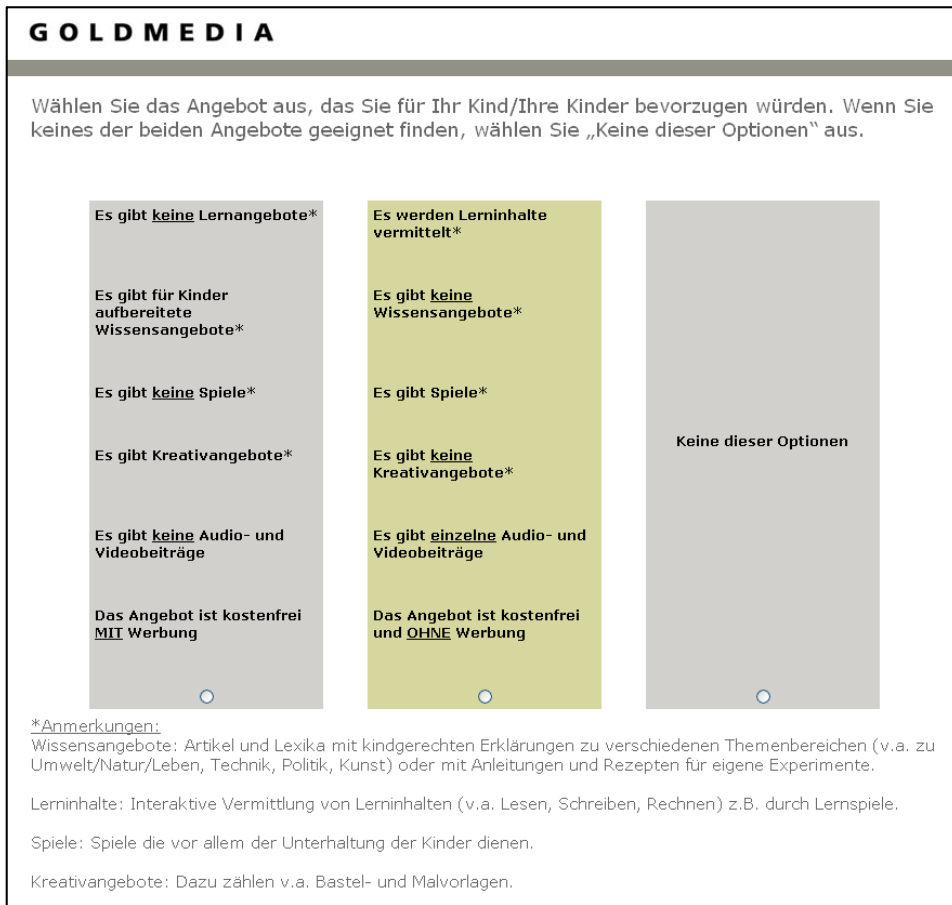 GOLDMEDIA
Wählen Sie das Angebot aus, das Sie für Ihr Kind/Ihre Kinder bevorzugen würden. Wenn Sie
keines der beiden Angebote geeignet finden, wählen Sie „Keine dieser Optionen“ aus.
Es gibt keine Lernangebote*
Es gibt für Kinder
aufbereitete
Wissensangebote*
Es gibt keine Spiele*
Es gibt Kreativangebote*
Es gibt keine Audio- und
Videobeiträge
Das Angebot ist kostenfrei
MIT Werbung
Es werden Lerninhalte
vermittelt*
Es gibt keine
Wissensangebote*
Es gibt Spiele*
Es gibt keine
Kreativangebote*
Es gibt einzelne Audio- und
Videobeiträge
Das Angebot ist kostenfrei
und OHNE Werbung
Keine dieser Optionen
*Anmerkungen:
Wissensangebote: Artikel und Lexika mit kindgerechten Erklärungen zu verschiedenen Themenbereichen (v.a. zu
Umwelt/Natur/Leben, Technik, Politik, Kunst) oder mit Anleitungen und Rezepten für eigene Experimente.
Lerninhalte: Interaktive Vermittlung von Lerninhalten (v.a. Lesen, Schreiben, Rechnen) z.B. durch Lernspiele.
Spiele: Spiele die vor allem der Unterhaltung der Kinder dienen.
Kreativangebote: Dazu zählen v.a. Bastel- und Malvorlagen.